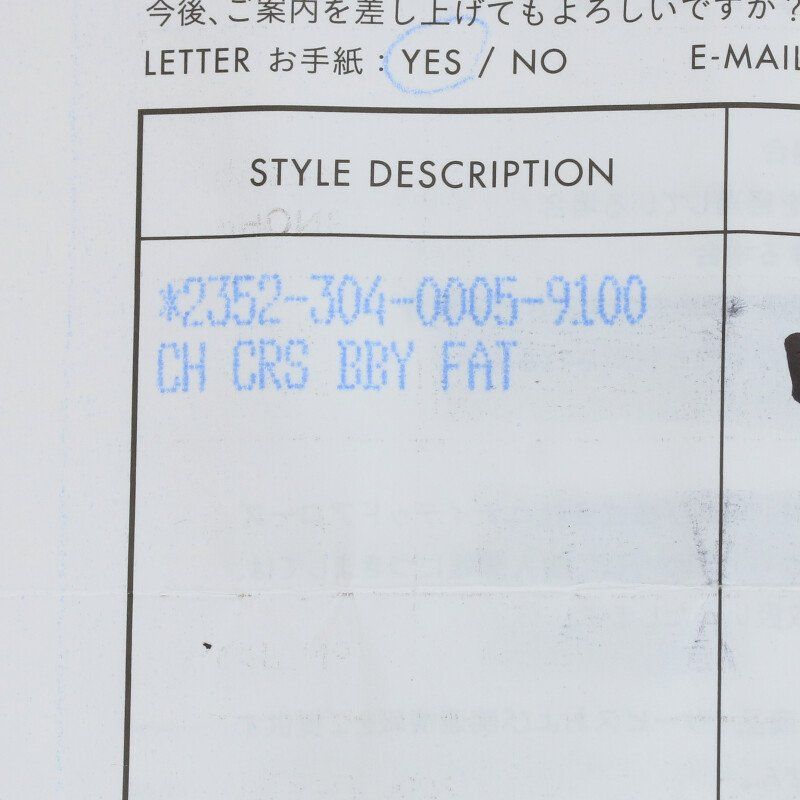 今後、ご案内を差し上げてもよろしいですか？
LETTER お手紙 : YES / NO E-MAIL
STYLE DESCRIPTION
*2352-304-0005-9100
CH CRS BBY FAT